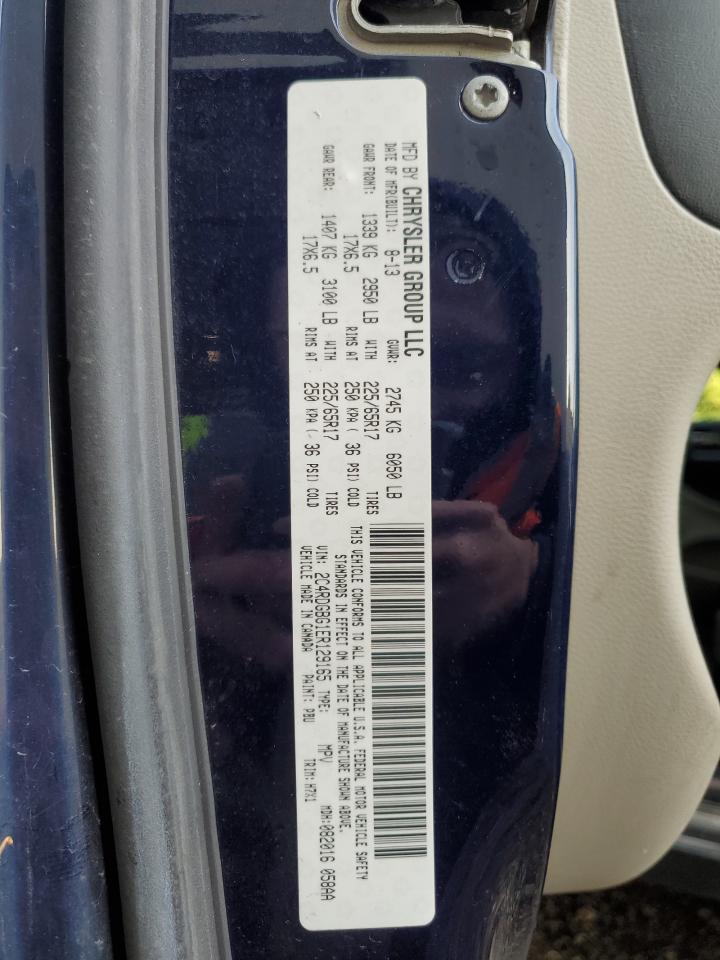 MFD BY CHRYSLER GROUP LLC
DATE OF MFR(BUILT): 8-13 GVWR: 2745 KG 6050 LB
GAWR FRONT: 1339 KG 2950 LB WITH 225/65R17 TIRES
17X6.5 RIMS AT 250 KPA ( 36 PSI) COLD
GAWR REAR: 1407 KG 3100 LB WITH 225/65R17 TIRES
17X6.5 RIMS AT 250 KPA ( 36 PSI) COLD
THIS VEHICLE CONFORMS TO ALL APPLICABLE U.S.A. FEDERAL MOTOR VEHICLE SAFETY
STANDARDS IN EFFECT ON THE DATE OF MANUFACTURE SHOWN ABOVE.
VIN: 2C4RDGBG1ER129165 TYPE: MPV MDH:082016 058AA
VEHICLE MADE IN CANADA PAINT: PBU TRIM: H7X1